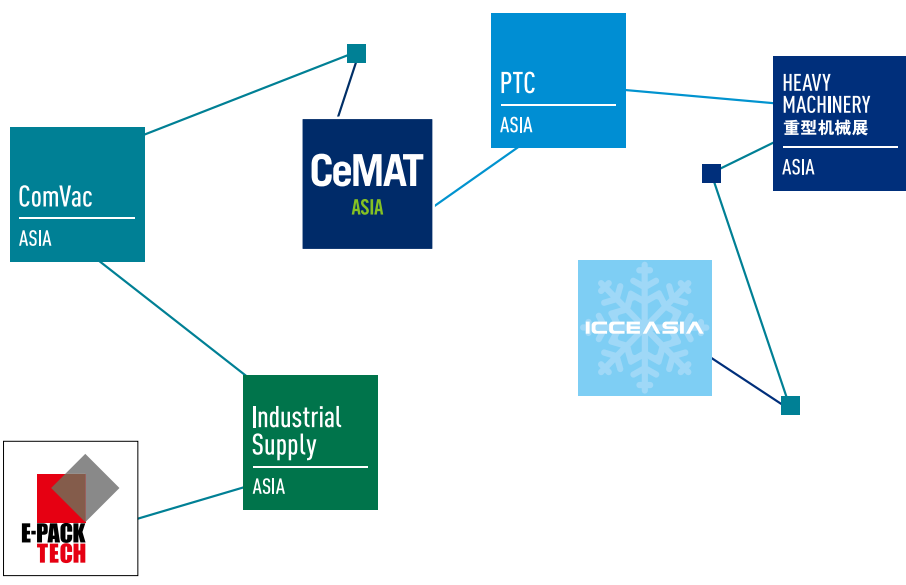 PTC
ASIA
HEAVY
MACHINERY
重型机械展
ASIA
CeMAT
ASIA
ComVac
ASIA
ICCEASIA
Industrial
Supply
ASIA
E-PACK
TECH